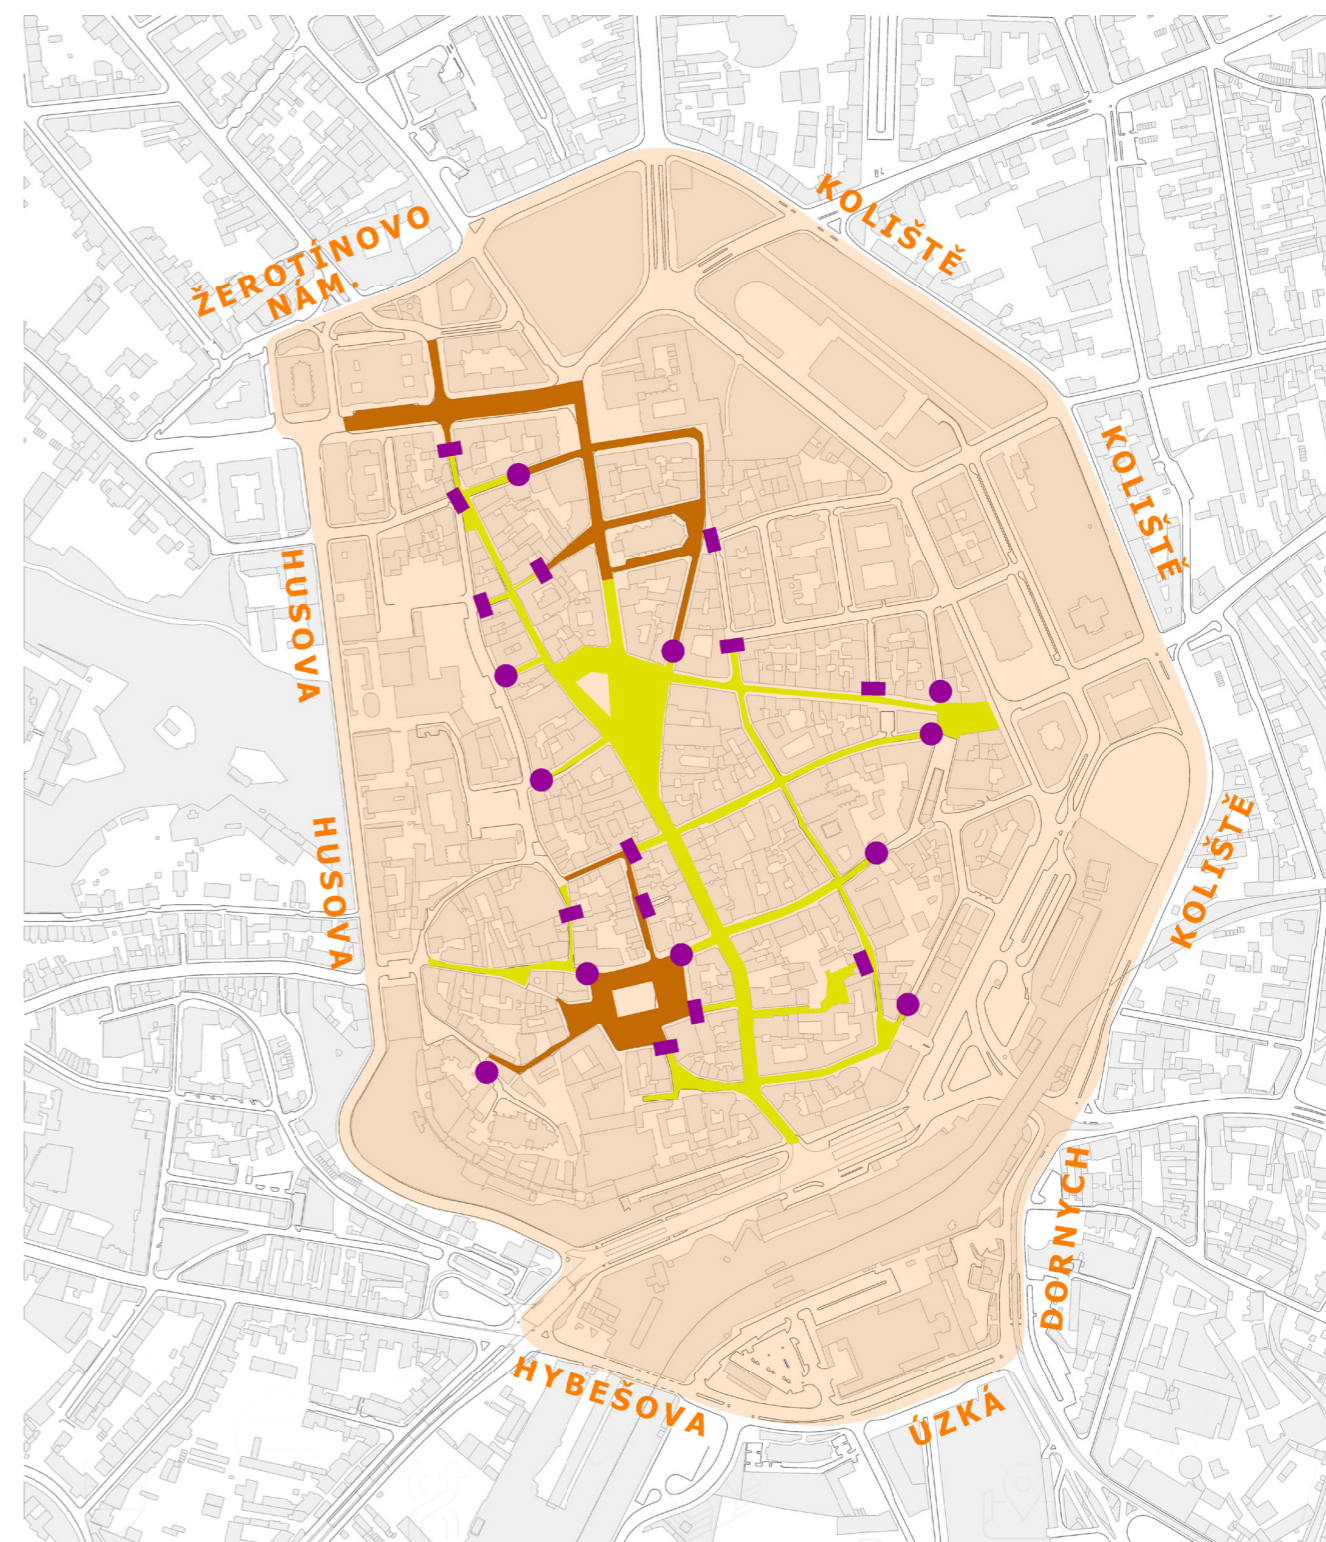 KOLIŠTĚ
ŽEROTÍNOVO
NÁM.
KOLIŠTĚ
HUSOVA
KOLIŠTĚ
HUSOVA
DORNYCH
HYBEŠOVA
ÚZKÁ